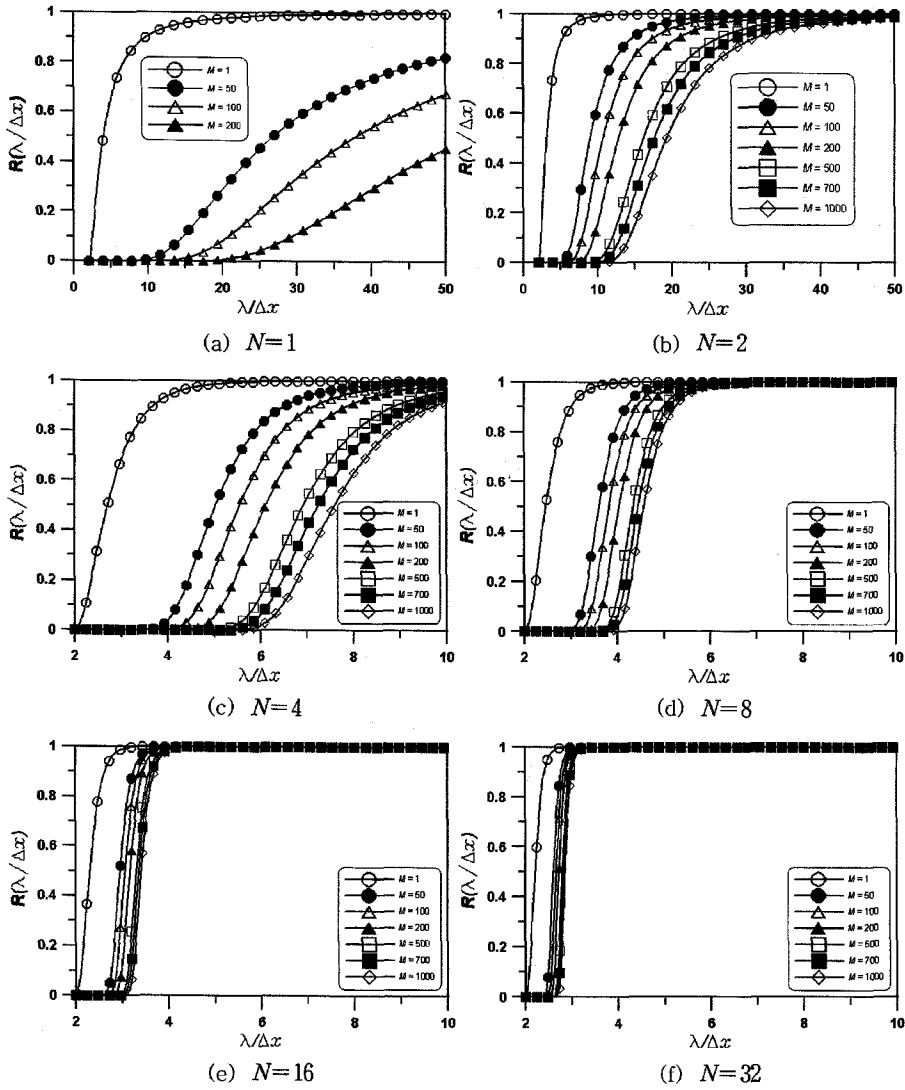 1
0.8
0.6
0.4
0.2
0
R(λ/Δx)
M = 1
M = 50
M = 100
M = 200
0 10 20 30 40 50
λ/Δx
(a) N=1
1
0.8
0.6
0.4
0.2
0
R(λ/Δx)
M = 1
M = 50
M = 100
M = 200
M = 500
M = 700
M = 1000
0 10 20 30 40 50
λ/Δx
(b) N=2
1
0.8
0.6
0.4
0.2
0
R(λ/Δx)
M = 1
M = 50
M = 100
M = 200
M = 500
M = 700
M = 1000
2 4 6 8 10
λ/Δx
(c) N=4
1
0.8
0.6
0.4
0.2
0
R(λ/Δx)
M = 1
M = 50
M = 100
M = 200
M = 500
M = 700
M = 1000
2 4 6 8 10
λ/Δx
(d) N=8
1
0.8
0.6
0.4
0.2
0
R(λ/Δx)
M = 1
M = 50
M = 100
M = 200
M = 500
M = 700
M = 1000
2 4 6 8 10
λ/Δx
(e) N=16
1
0.8
0.6
0.4
0.2
0
R(λ/Δx)
M = 1
M = 50
M = 100
M = 200
M = 500
M = 700
M = 1000
2 4 6 8 10
λ/Δx
(f) N=32